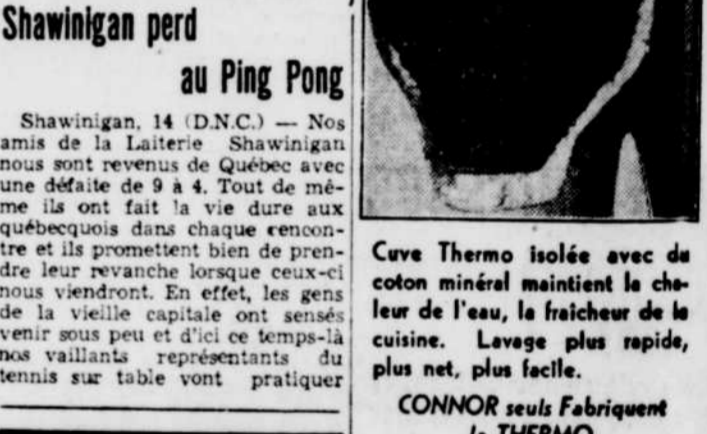 Shawinigan perd
au Ping Pong
Shawinigan, 14 (D.N.C.) — Nos
amis de la Laiterie Shawinigan
nous sont revenus de Québec avec
une défaite de 9 à 4. Tout de mê-
me ils ont fait la vie dure aux
québecquois dans chaque rencon-
tre et ils promettent bien de pren-
dre leur revanche lorsque ceux-ci
nous viendront. En effet, les gens
de la vieille capitale ont sensés
venir sous peu et d'ici ce temps-là
nos vaillants représentants du
tennis sur table vont pratiquer
Cuve Thermo isolée avec du
coton minéral maintient la cha-
leur de l'eau, la fraîcheur de la
cuisine. Lavage plus rapide,
plus net, plus facile.
CONNOR seuls Fabriquent
la THERMO